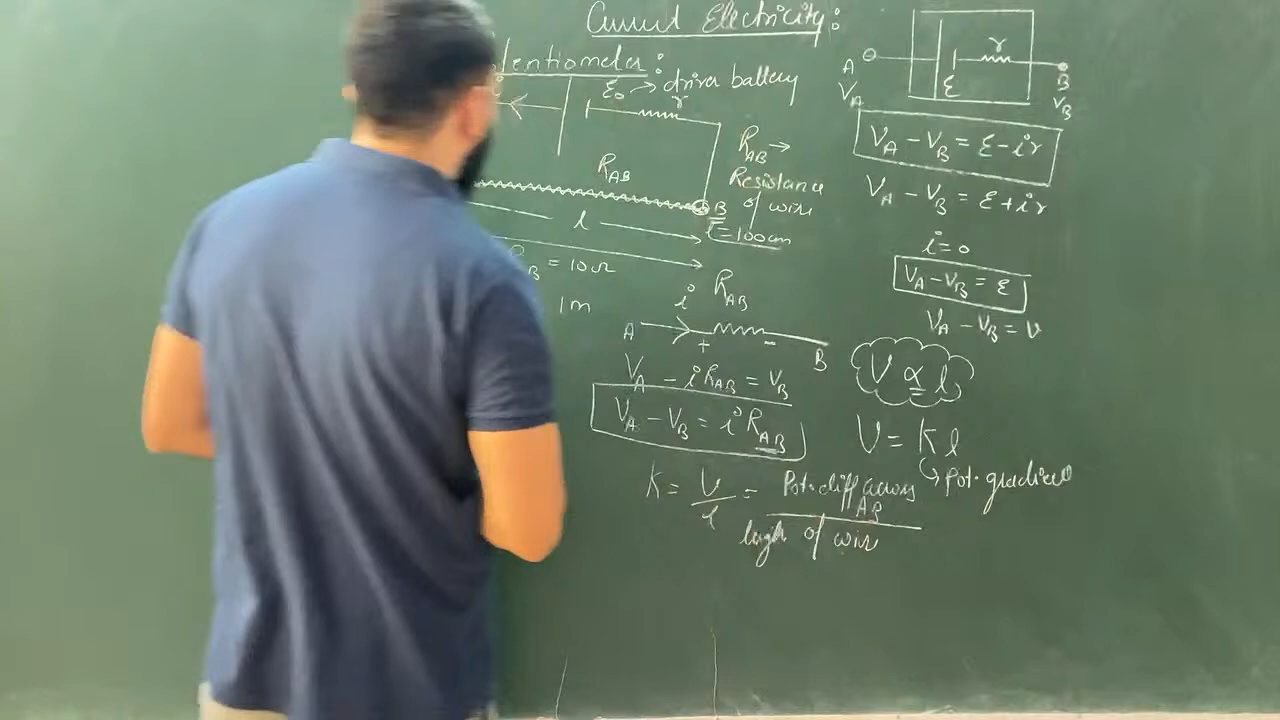 Current Electricity:
tentiometer:
ε₀ → driver battery
r
R_AB
R_AB →
Resistance
of wire
B
l
l = 100cm
B = 10Ω
1m
i R_AB
A + - B
V_A - iR_AB = V_B
V_A - V_B = iR_AB
K = V/l = Pot. diff across AB / length of wire
r
A ε B
V_A V_B
V_A - V_B = ε - ir
V_A - V_B = ε + ir
i = 0
V_A - V_B = ε
V_A - V_B = V
V α l
V = Kl
↳ pot. gradient